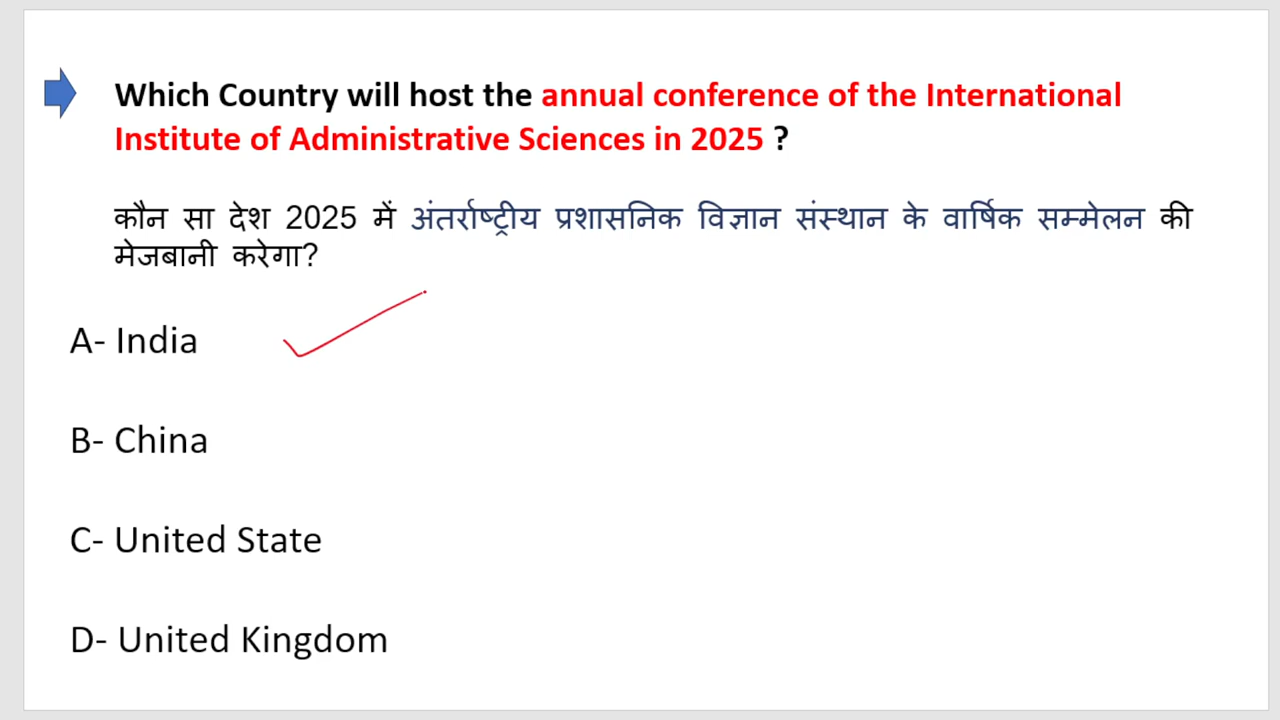 Which Country will host the annual conference of the International
Institute of Administrative Sciences in 2025 ?
कौन सा देश 2025 में अंतर्राष्ट्रीय प्रशासनिक विज्ञान संस्थान के वार्षिक सम्मेलन की
मेजबानी करेगा?
A- India
B- China
C- United State
D- United Kingdom